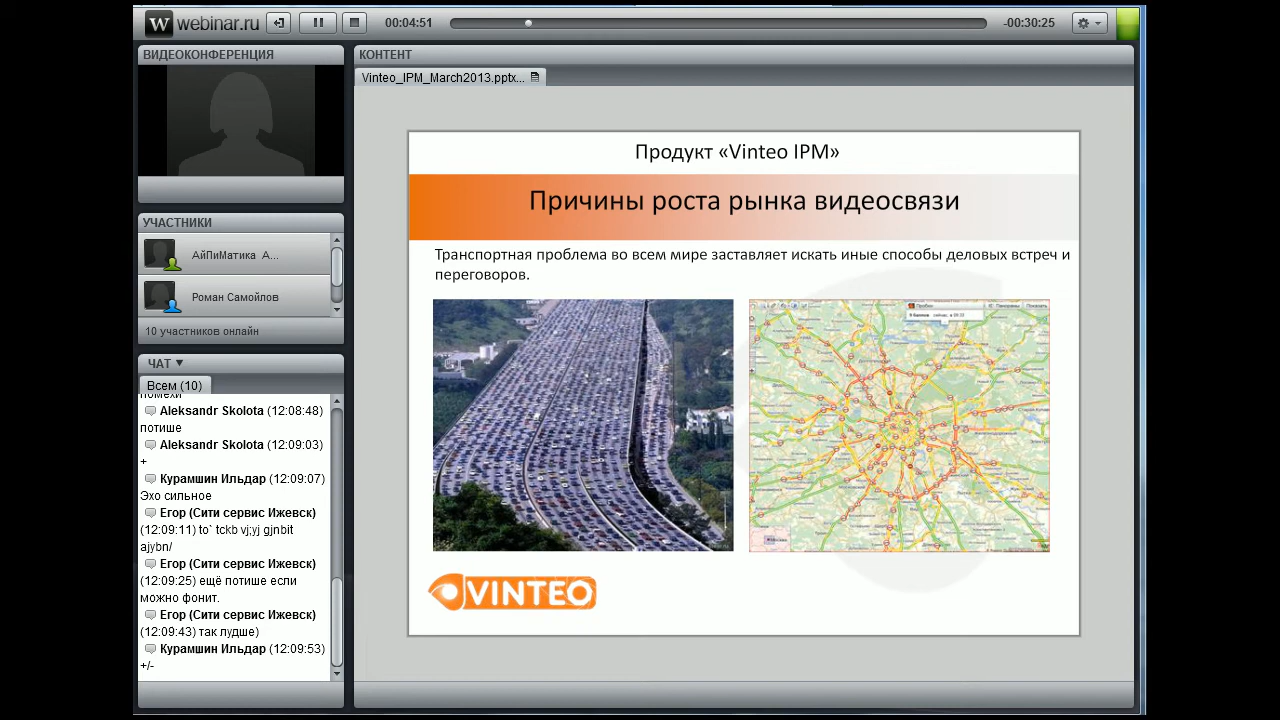 W webinar.ru 00:04:51 -00:30:25
ВИДЕОКОНФЕРЕНЦИЯ
УЧАСТНИКИ
АйПиМатика А...
Роман Самойлов
10 участников онлайн
ЧАТ
Всем (10)
помехи
Aleksandr Skolota (12:08:48)
потише
Aleksandr Skolota (12:09:03)
+
Курамшин Ильдар (12:09:07)
Эхо сильное
Егор (Сити сервис Ижевск)
(12:09:11) to` tckb vj;yj gjnbit
ajybn/
Егор (Сити сервис Ижевск)
(12:09:25) ещё потише если
можно фонит.
Егор (Сити сервис Ижевск)
(12:09:43) так лудше)
Курамшин Ильдар (12:09:53)
+/-
КОНТЕНТ
Vinteo_IPM_March2013.pptx...
Продукт «Vinteo IPM»
Причины роста рынка видеосвязи
Транспортная проблема во всем мире заставляет искать иные способы деловых встреч и
переговоров.
VINTEO